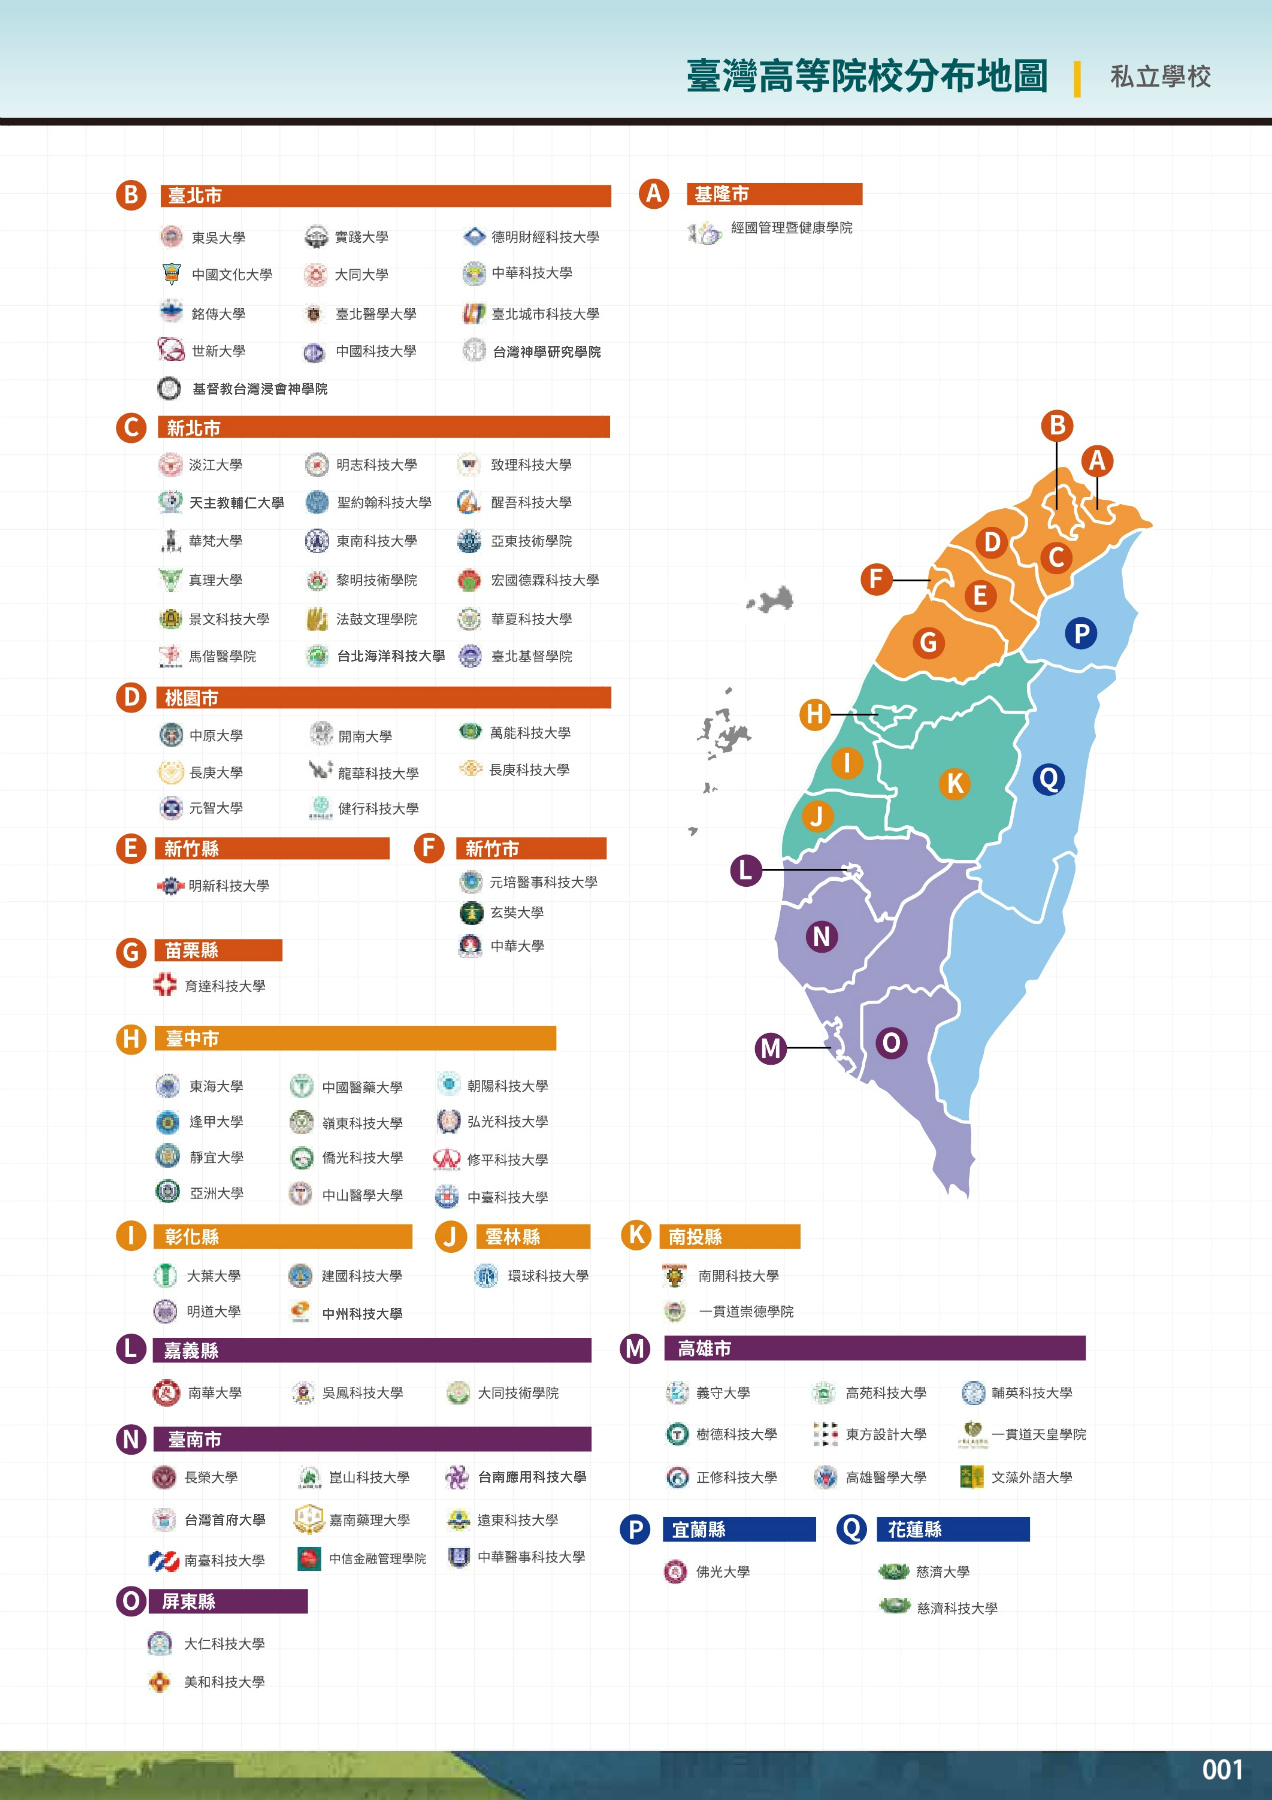 臺灣高等院校分布地圖 私立學校
B 臺北市
東吳大學 實踐大學 德明財經科技大學
中國文化大學 大同大學 中華科技大學
銘傳大學 臺北醫學大學 臺北城市科技大學
世新大學 中國科技大學 台灣神學研究學院
基督教台灣浸會神學院
A 基隆市
經國管理暨健康學院
C 新北市
淡江大學 明志科技大學 致理科技大學
天主教輔仁大學 聖約翰科技大學 醒吾科技大學
華梵大學 東南科技大學 亞東技術學院
真理大學 黎明技術學院 宏國德霖科技大學
景文科技大學 法鼓文理學院 華夏科技大學
馬偕醫學院 台北海洋科技大學 臺北基督學院
D 桃園市
中原大學 開南大學 萬能科技大學
長庚大學 龍華科技大學 長庚科技大學
元智大學 健行科技大學
E 新竹縣
明新科技大學
F 新竹市
元培醫事科技大學
玄奘大學
中華大學
G 苗栗縣
育達科技大學
H 臺中市
東海大學 中國醫藥大學 朝陽科技大學
逢甲大學 嶺東科技大學 弘光科技大學
靜宜大學 僑光科技大學 修平科技大學
亞洲大學 中山醫學大學 中臺科技大學
I 彰化縣
大葉大學 建國科技大學
明道大學 中州科技大學
J 雲林縣
環球科技大學
K 南投縣
南開科技大學
一貫道崇德學院
L 嘉義縣
南華大學 吳鳳科技大學 大同技術學院
M 高雄市
義守大學 高苑科技大學 輔英科技大學
樹德科技大學 東方設計大學 一貫道天皇學院
正修科技大學 高雄醫學大學 文藻外語大學
N 臺南市
長榮大學 崑山科技大學 台南應用科技大學
台灣首府大學 嘉南藥理大學 遠東科技大學
南臺科技大學 中信金融管理學院 中華醫事科技大學
O 屏東縣
大仁科技大學
美和科技大學
P 宜蘭縣
佛光大學
Q 花蓮縣
慈濟大學
慈濟科技大學
B
A
D
C
F
E
G
P
H
I
K
Q
J
L
N
M
O
001